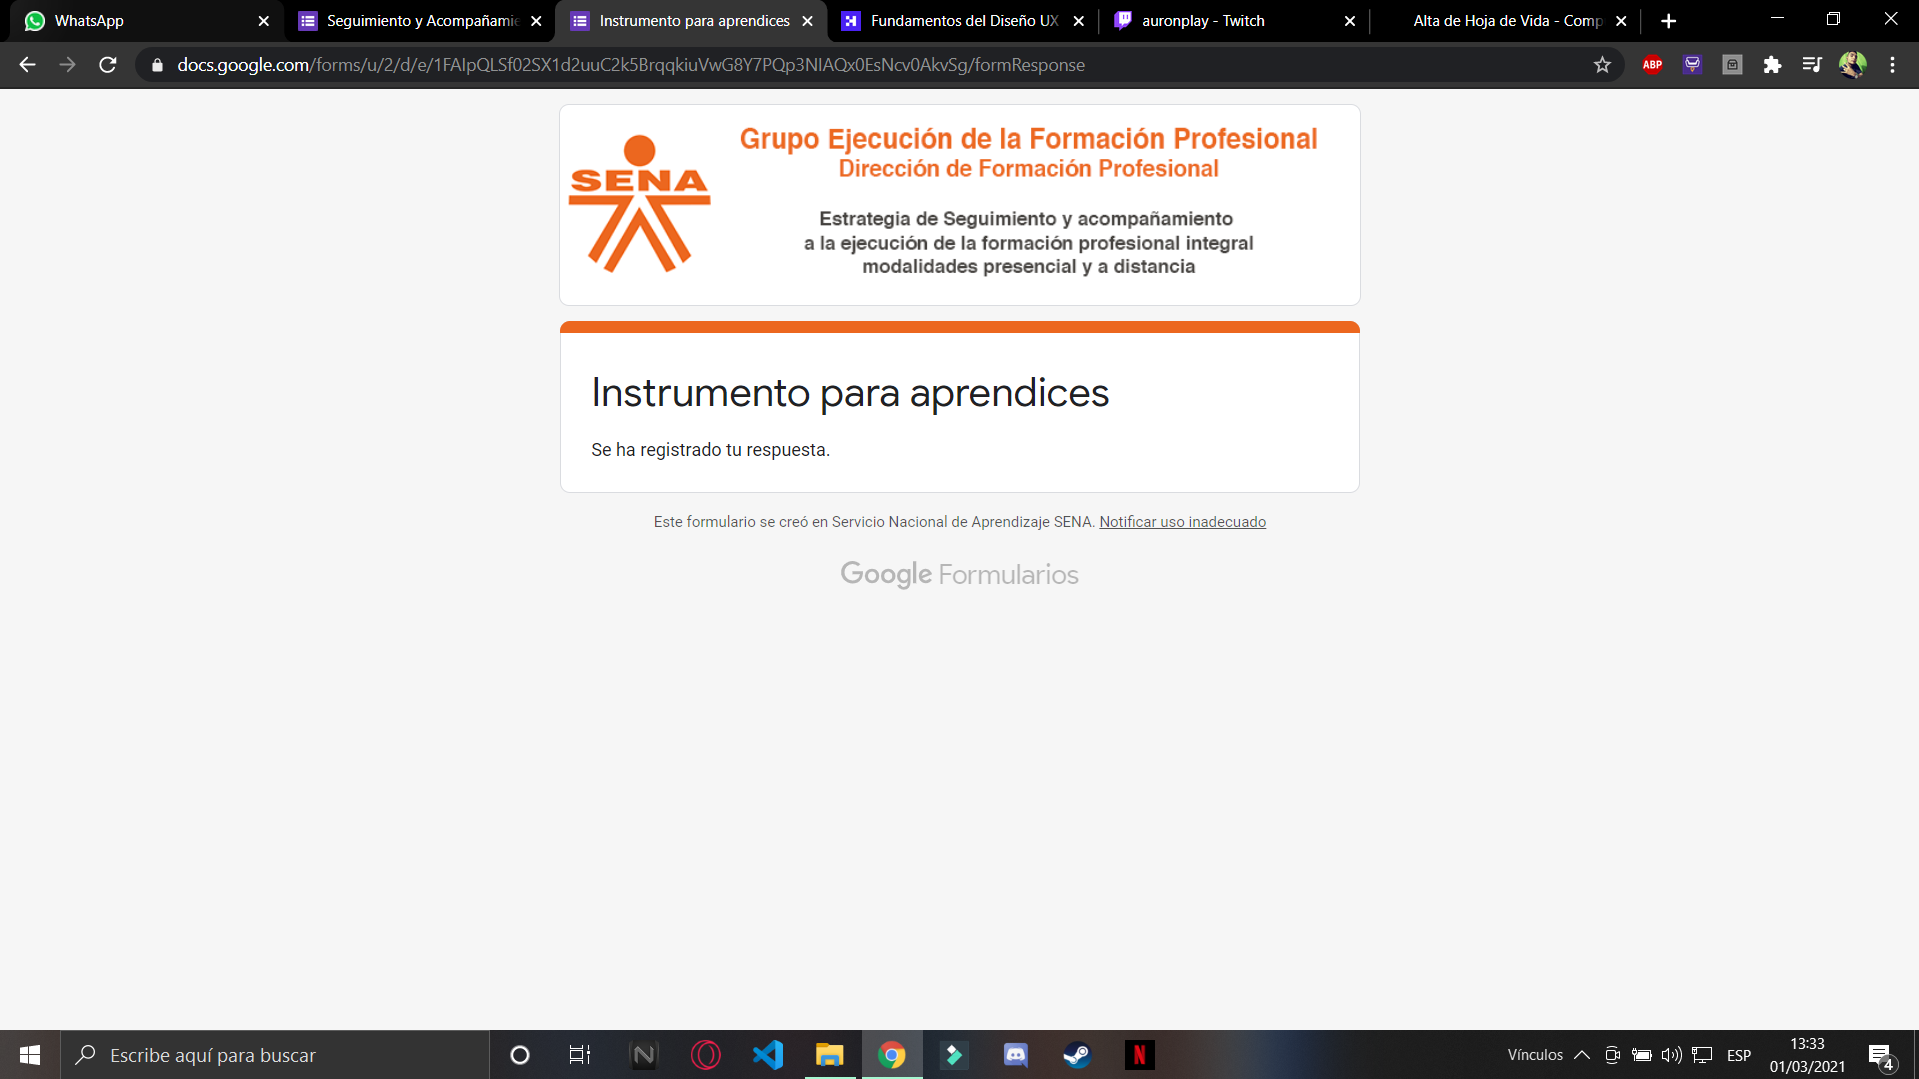 WhatsApp
Seguimiento y Acompañamie
Instrumento para aprendices
Fundamentos del Diseño UX
auronplay - Twitch
Alta de Hoja de Vida - Comp
docs.google.com/forms/u/2/d/e/1FAIpQLSf02SX1d2uuC2k5BrqqkiuVwG8Y7PQp3NIAQx0EsNcv0AkvSg/formResponse
ABP
SENA
Grupo Ejecución de la Formación Profesional
Dirección de Formación Profesional
Estrategia de Seguimiento y acompañamiento
a la ejecución de la formación profesional integral
modalidades presencial y a distancia
Instrumento para aprendices
Se ha registrado tu respuesta.
Este formulario se creó en Servicio Nacional de Aprendizaje SENA. Notificar uso inadecuado
Google Formularios
Escribe aquí para buscar
N
N
Vínculos
ESP
13:33
01/03/2021
4